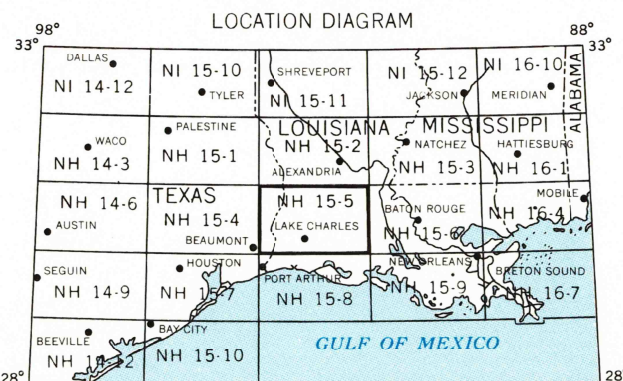 LOCATION DIAGRAM
98° 88°
33° 33°
DALLAS
NI 14-12
NI 15-10
TYLER
SHREVEPORT
NI 15-11
NI 15-12
JACKSON
NI 16-10
MERIDIAN
ALABAMA
WACO
NH 14-3
PALESTINE
NH 15-1
LOUISIANA
NH 15-2
ALEXANDRIA
MISSISSIPPI
NATCHEZ
NH 15-3
HATTIESBURG
NH 16-1
NH 14-6
AUSTIN
TEXAS
NH 15-4
BEAUMONT
NH 15-5
LAKE CHARLES
BATON ROUGE
NH 15-6
MOBILE
NH 16-4
SEGUIN
NH 14-9
HOUSTON
NH 15-7
PORT ARTHUR
NH 15-8
NEW ORLEANS
NH 15-9
BRETON SOUND
NH 16-7
BEEVILLE
NH 14-12
BAY CITY
NH 15-10
GULF OF MEXICO
28° 28°